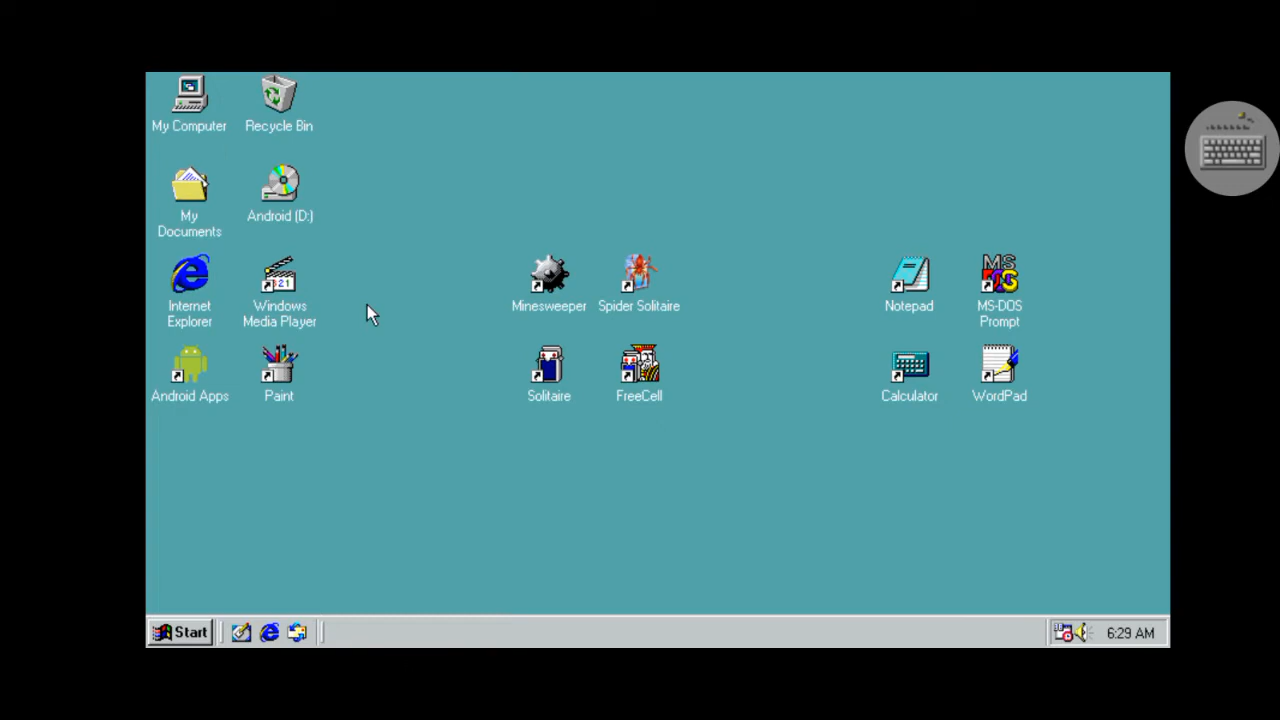 My Computer
Recycle Bin
My
Documents
Android (D:)
Internet
Explorer
Windows
Media Player
Minesweeper
Spider Solitaire
Notepad
MS-DOS
Prompt
Android Apps
Paint
Solitaire
FreeCell
Calculator
WordPad
Start
6:29 AM